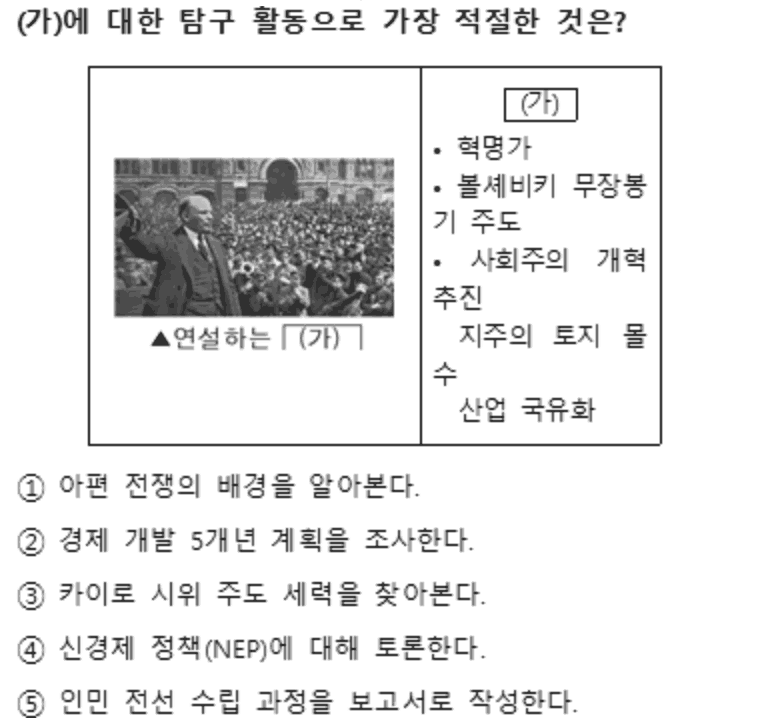 (가)에 대한 탐구 활동으로 가장 적절한 것은?
▲연설하는 (가)
(가)
• 혁명가
• 볼셰비키 무장봉
기 주도
• 사회주의 개혁
추진
지주의 토지 몰
수
산업 국유화
① 아편 전쟁의 배경을 알아본다.
② 경제 개발 5개년 계획을 조사한다.
③ 카이로 시위 주도 세력을 찾아본다.
④ 신경제 정책(NEP)에 대해 토론한다.
⑤ 인민 전선 수립 과정을 보고서로 작성한다.